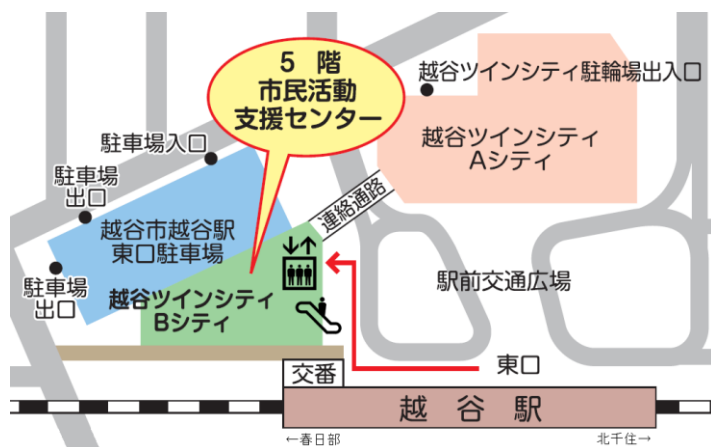 5 階
市民活動
支援センター
越谷ツインシティ駐輪場出入口
越谷ツインシティ
Aシティ
駐車場入口
駐車場
出口
連絡通路
越谷市越谷駅
東口駐車場
駐車場
出口
越谷ツインシティ
Bシティ
駅前交通広場
東口
交番
越谷駅
←春日部
北千住→